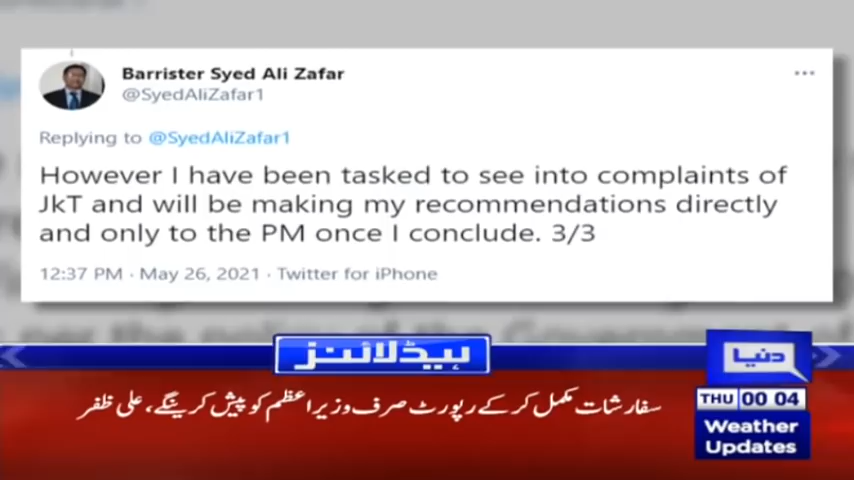 Barrister Syed Ali Zafar
@SyedAliZafar1
Replying to @SyedAliZafar1
However I have been tasked to see into complaints of
JkT and will be making my recommendations directly
and only to the PM once I conclude. 3/3
12:37 PM · May 26, 2021 · Twitter for iPhone
ہیڈلائنز
دنیا
سفارشات مکمل کر کے رپورٹ صرف وزیراعظم کو پیش کرینگے، علی ظفر
THU 00 04
Weather
Updates